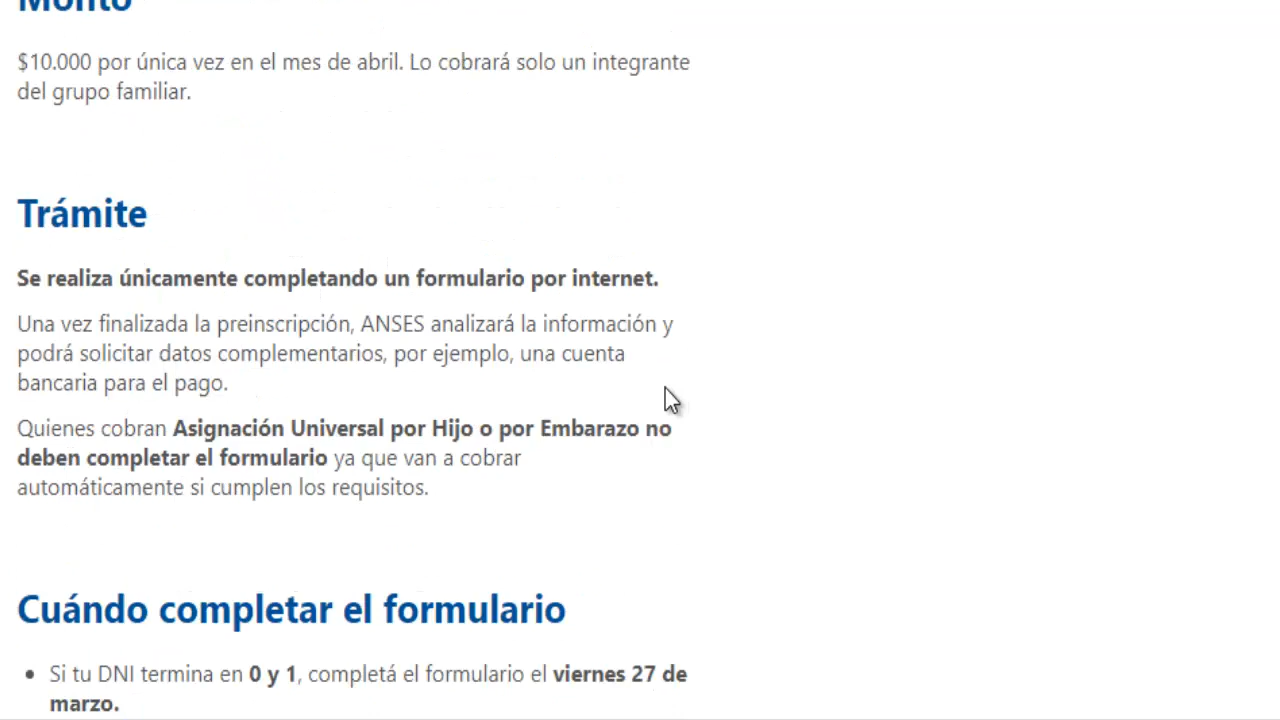 Monto
$10.000 por única vez en el mes de abril. Lo cobrará solo un integrante
del grupo familiar.
Trámite
Se realiza únicamente completando un formulario por internet.
Una vez finalizada la preinscripción, ANSES analizará la información y
podrá solicitar datos complementarios, por ejemplo, una cuenta
bancaria para el pago.
Quienes cobran Asignación Universal por Hijo o por Embarazo no
deben completar el formulario ya que van a cobrar
automáticamente si cumplen los requisitos.
Cuándo completar el formulario
• Si tu DNI termina en 0 y 1, completá el formulario el viernes 27 de
marzo.